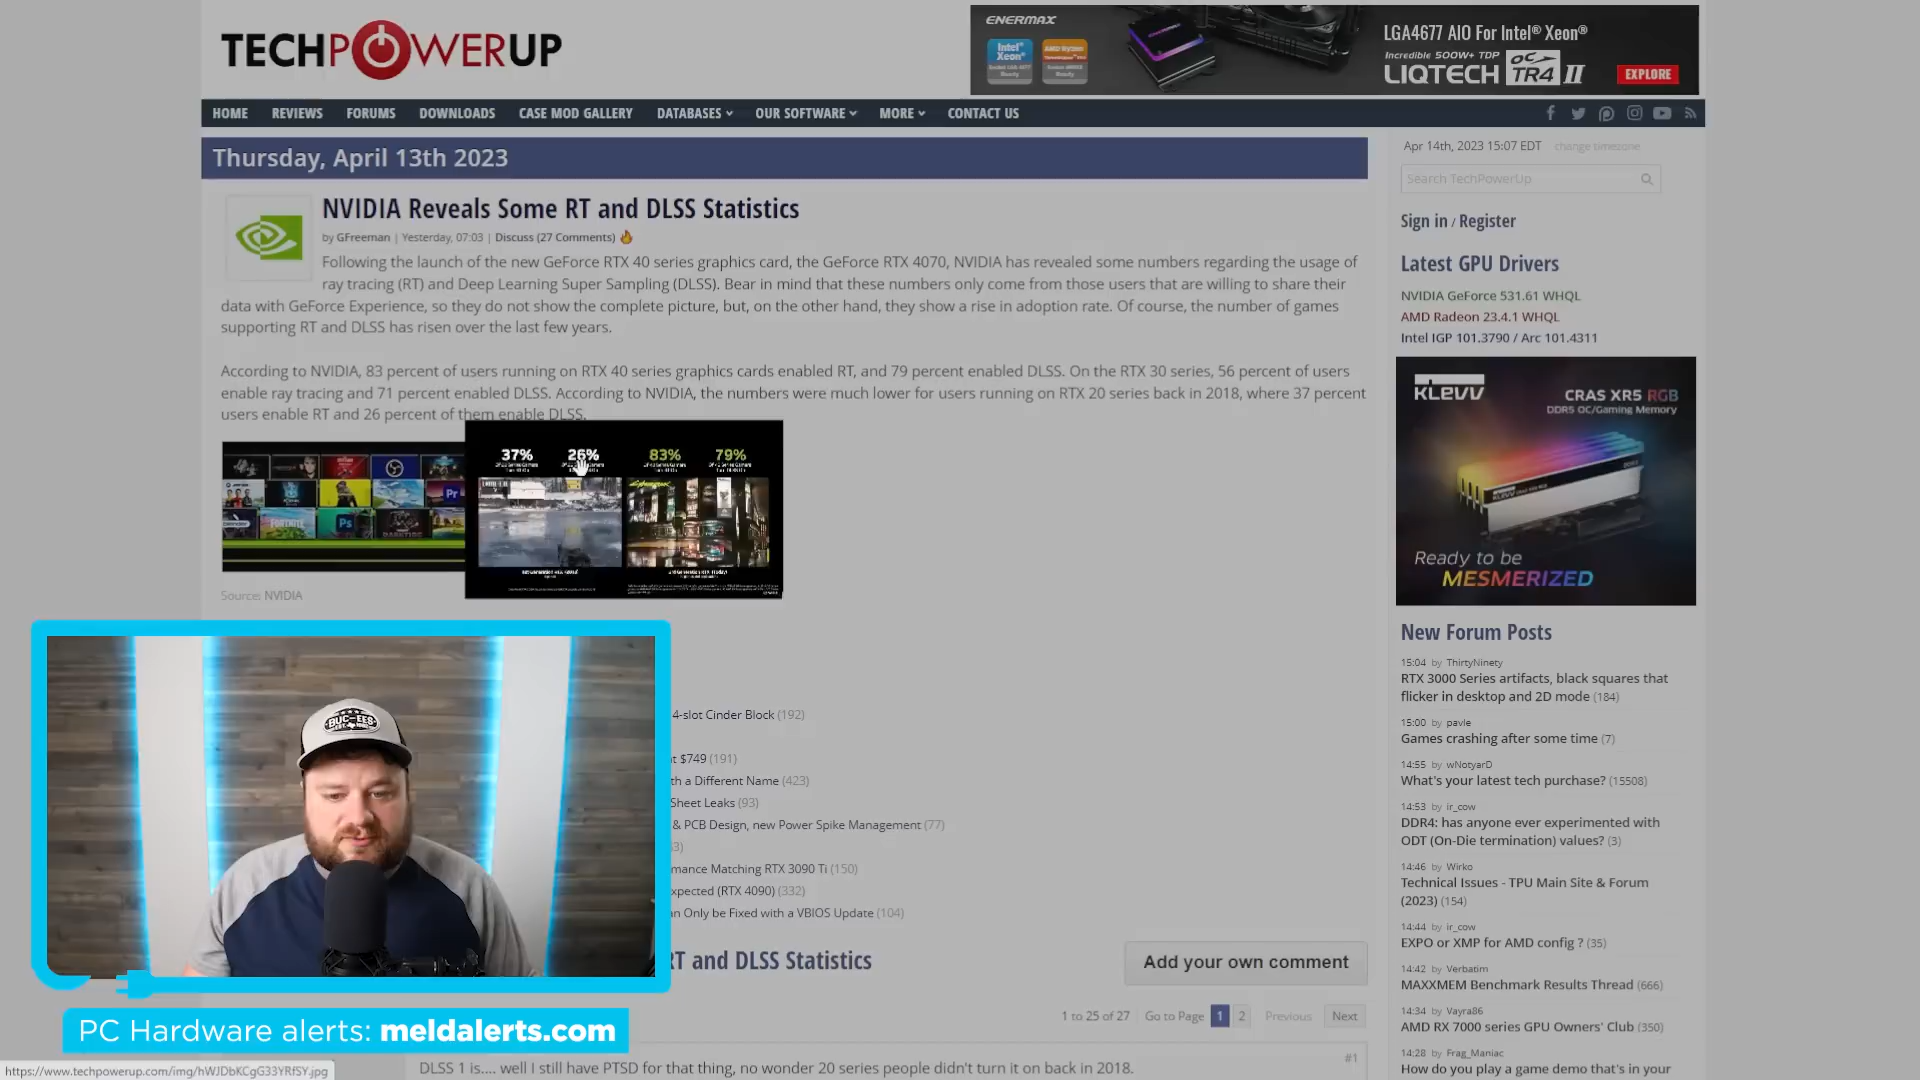 TECHPOWERUP
ENERMAX
Intel® Xeon®
LGA4677 AIO For Intel® Xeon®
Incredible 500W+ TDP
LIQTECH OC TR4 II
EXPLORE
HOME REVIEWS FORUMS DOWNLOADS CASE MOD GALLERY DATABASES OUR SOFTWARE MORE CONTACT US
Thursday, April 13th 2023
NVIDIA Reveals Some RT and DLSS Statistics
by GFreeman | Yesterday, 07:03 | Discuss (27 Comments)
Following the launch of the new GeForce RTX 40 series graphics card, the GeForce RTX 4070, NVIDIA has revealed some numbers regarding the usage of
ray tracing (RT) and Deep Learning Super Sampling (DLSS). Bear in mind that these numbers only come from those users that are willing to share their
data with GeForce Experience, so they do not show the complete picture, but, on the other hand, they show a rise in adoption rate. Of course, the number of games
supporting RT and DLSS has risen over the last few years.
According to NVIDIA, 83 percent of users running on RTX 40 series graphics cards enabled RT, and 79 percent enabled DLSS. On the RTX 30 series, 56 percent of users
enable ray tracing and 71 percent enabled DLSS. According to NVIDIA, the numbers were much lower for users running on RTX 20 series back in 2018, where 37 percent
users enable RT and 26 percent of them enable DLSS.
37% 26% 83% 79%
Pr
Ps
FORTNITE
DARKTIDE
Source: NVIDIA
4-slot Cinder Block (192)
at $749 (191)
th a Different Name (423)
Sheet Leaks (93)
& PCB Design, new Power Spike Management (77)
mance Matching RTX 3090 Ti (150)
xpected (RTX 4090) (332)
an Only be Fixed with a VBIOS Update (104)
RT and DLSS Statistics
Add your own comment
1 to 25 of 27 Go to Page 1 2 Previous Next
#1
DLSS 1 is.... well I still have PTSD for that thing, no wonder 20 series people didn't turn it on back in 2018.
BUC-EES
PC Hardware alerts: meldalerts.com
https://www.techpowerup.com/img/hWJDbKCgG33YRfSY.jpg
Apr 14th, 2023 15:07 EDT change timezone
Search TechPowerUp
Sign in / Register
Latest GPU Drivers
NVIDIA GeForce 531.61 WHQL
AMD Radeon 23.4.1 WHQL
Intel IGP 101.3790 / Arc 101.4311
KLEVV
CRAS XR5 RGB
DDR5 OC/Gaming Memory
Ready to be
MESMERIZED
New Forum Posts
15:04 by ThirtyNinety
RTX 3000 Series artifacts, black squares that
flicker in desktop and 2D mode (184)
15:00 by pavle
Games crashing after some time (7)
14:55 by wNotyarD
What's your latest tech purchase? (15508)
14:53 by ir_cow
DDR4: has anyone ever experimented with
ODT (On-Die termination) values? (3)
14:46 by Wirko
Technical Issues - TPU Main Site & Forum
(2023) (154)
14:44 by ir_cow
EXPO or XMP for AMD config ? (35)
14:42 by Verbatim
MAXXMEM Benchmark Results Thread (666)
14:34 by Vayra86
AMD RX 7000 series GPU Owners' Club (350)
14:28 by Frag_Maniac
How do you play a game demo that's in your